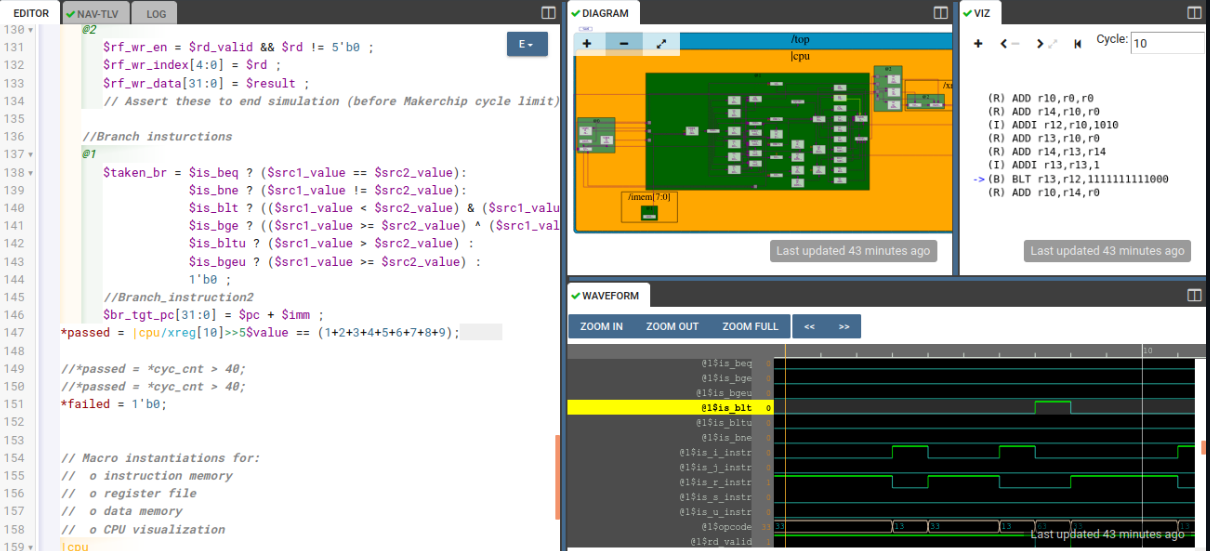 EDITOR
NAV-TLV
LOG
130
@2
131 $rf_wr_en = $rd_valid && $rd != 5'b0 ;
132 $rf_wr_index[4:0] = $rd ;
133 $rf_wr_data[31:0] = $result ;
134 // Assert these to end simulation (before Makerchip cycle limit)
135
136 //Branch insturctions
137 @1
138 $taken_br = $is_beq ? ($src1_value == $src2_value):
139 $is_bne ? ($src1_value != $src2_value):
140 $is_blt ? (($src1_value < $src2_value) & ($src1_valu
141 $is_bge ? (($src1_value >= $src2_value) ^ ($src1_val
142 $is_bltu ? ($src1_value > $src2_value) :
143 $is_bgeu ? ($src1_value >= $src2_value) :
144 1'b0 ;
145 //Branch_instruction2
146 $br_tgt_pc[31:0] = $pc + $imm ;
147 *passed = |cpu/xreg[10]>>5$value == (1+2+3+4+5+6+7+8+9);
148
149 //*passed = *cyc_cnt > 40;
150 //*passed = *cyc_cnt > 40;
151 *failed = 1'b0;
152
153
154 // Macro instantiations for:
155 // o instruction memory
156 // o register file
157 // o data memory
158 // o CPU visualization
159 |cpu
E
DIAGRAM
/top
|cpu
/imem[7:0]
Last updated 43 minutes ago
VIZ
Cycle: 10
(R) ADD r10,r0,r0
(R) ADD r14,r10,r0
(I) ADDI r12,r10,1010
(R) ADD r13,r10,r0
(R) ADD r14,r13,r14
(I) ADDI r13,r13,1
-> (B) BLT r13,r12,1111111111000
(R) ADD r10,r14,r0
Last updated 43 minutes ago
WAVEFORM
ZOOM IN
ZOOM OUT
ZOOM FULL
<<
>>
10
@1$is_beq 0
@1$is_bge 0
@1$is_bgeu 0
@1$is_blt 0
@1$is_bltu 0
@1$is_bne 0
@1$is_i_instr 0
@1$is_j_instr 0
@1$is_r_instr 1
@1$is_s_instr 0
@1$is_u_instr 0
@1$opcode 33 33 13 33 13 63 33 13
@1$rd_valid 1
Last updated 43 minutes ago